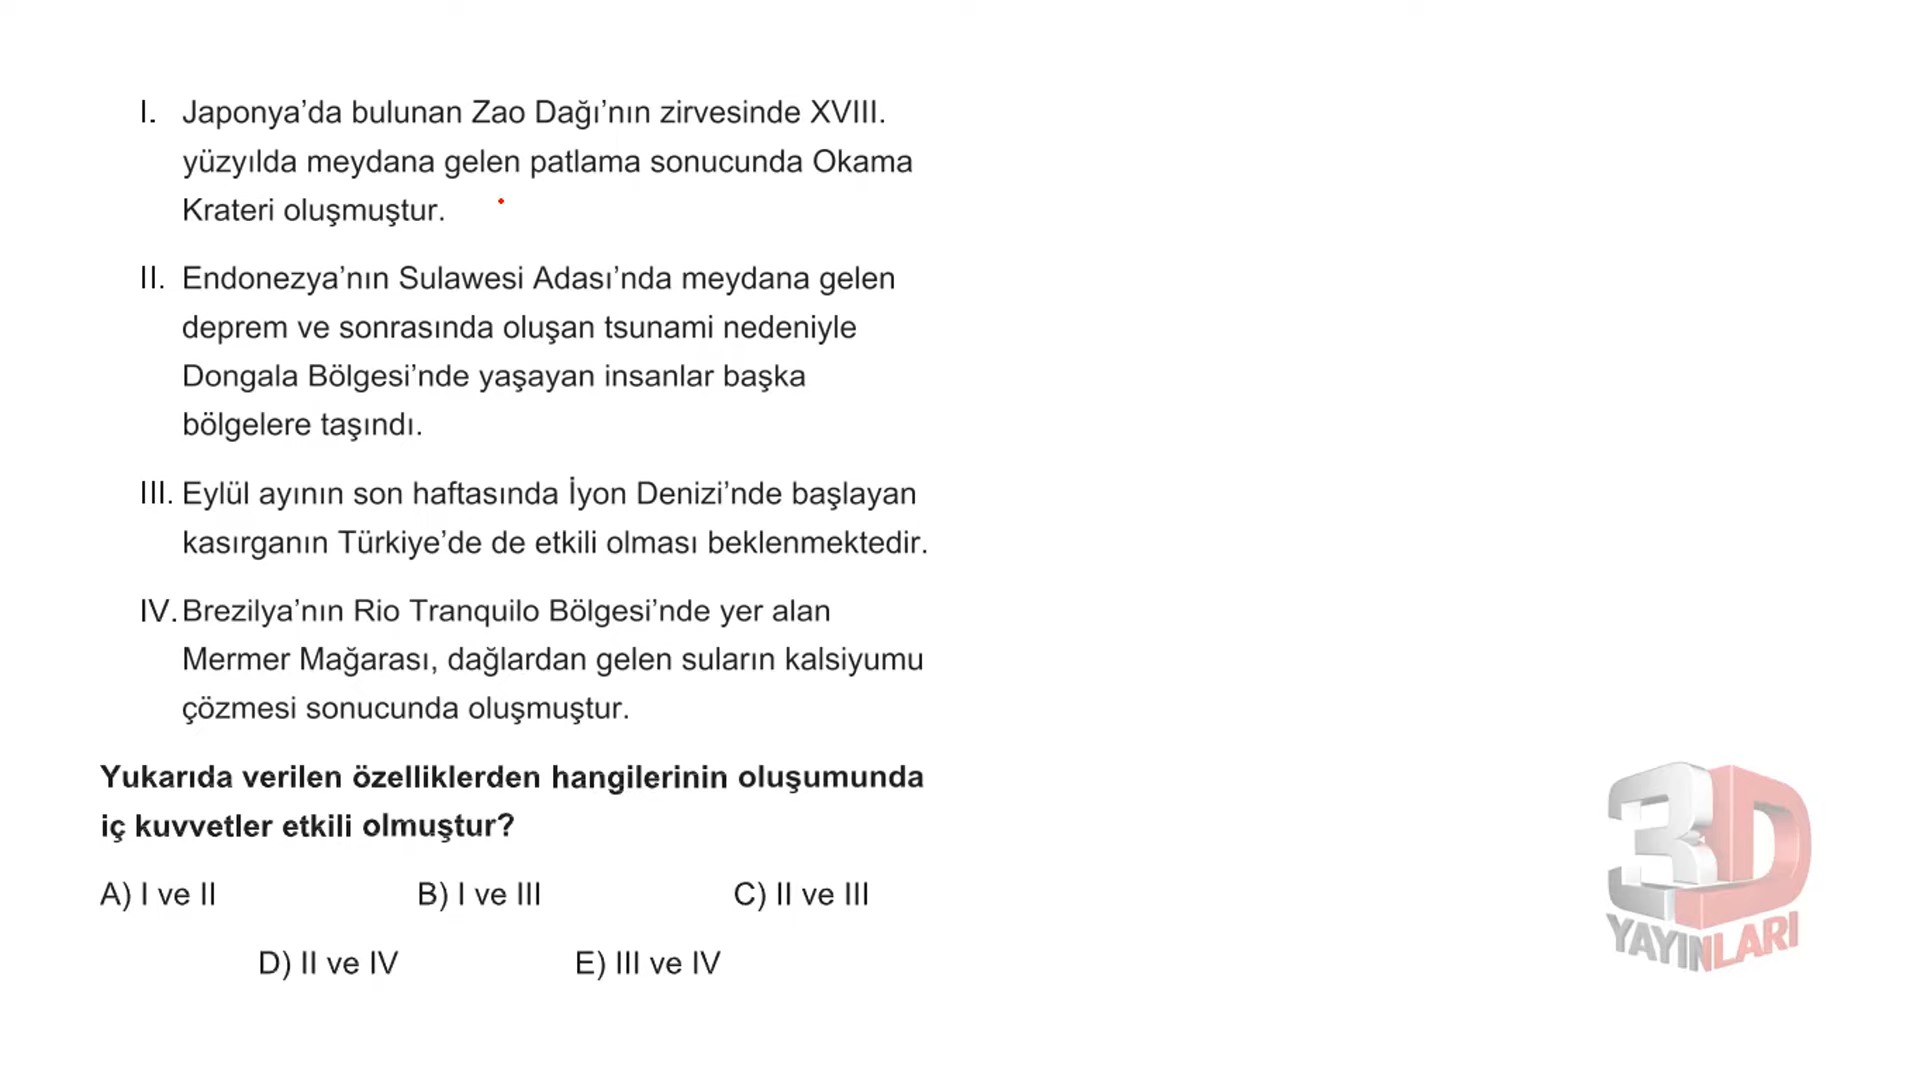 I. Japonya’da bulunan Zao Dağı’nın zirvesinde XVIII.
yüzyılda meydana gelen patlama sonucunda Okama
Krateri oluşmuştur.
II. Endonezya’nın Sulawesi Adası’nda meydana gelen
deprem ve sonrasında oluşan tsunami nedeniyle
Dongala Bölgesi’nde yaşayan insanlar başka
bölgelere taşındı.
III. Eylül ayının son haftasında İyon Denizi’nde başlayan
kasırganın Türkiye’de de etkili olması beklenmektedir.
IV. Brezilya’nın Rio Tranquilo Bölgesi’nde yer alan
Mermer Mağarası, dağlardan gelen suların kalsiyumu
çözmesi sonucunda oluşmuştur.
Yukarıda verilen özelliklerden hangilerinin oluşumunda
iç kuvvetler etkili olmuştur?
A) I ve II B) I ve III C) II ve III
D) II ve IV E) III ve IV
3D
YAYINLARI